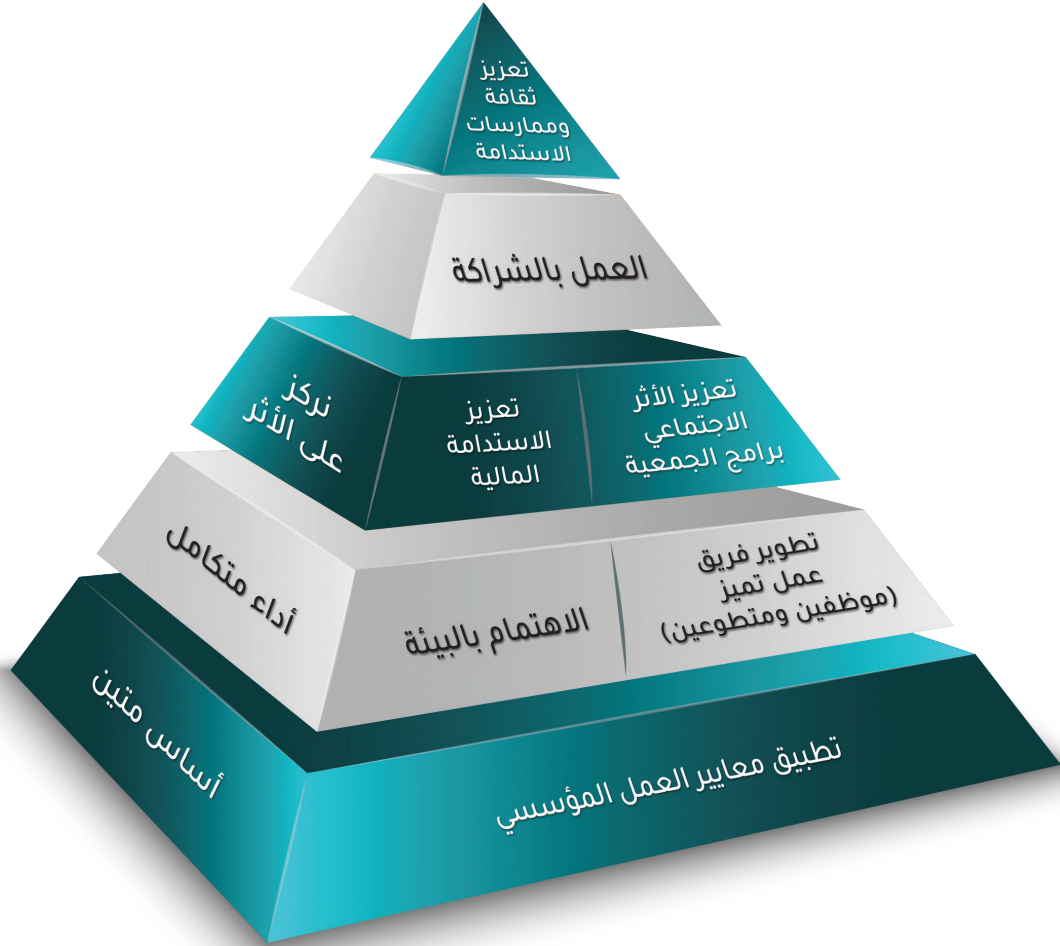 تعزيز
ثقافة
وممارسات
الاستدامة
العمل بالشراكة
تعزيز الأثر
الاجتماعي
برامج الجمعية
تعزيز
الاستدامة
المالية
نركز
على الأثر
تطوير فريق
عمل تميز
(موظفين ومتطوعين)
الاهتمام بالبيئة
أداء متكامل
تطبيق معايير العمل المؤسسي
أساس متين